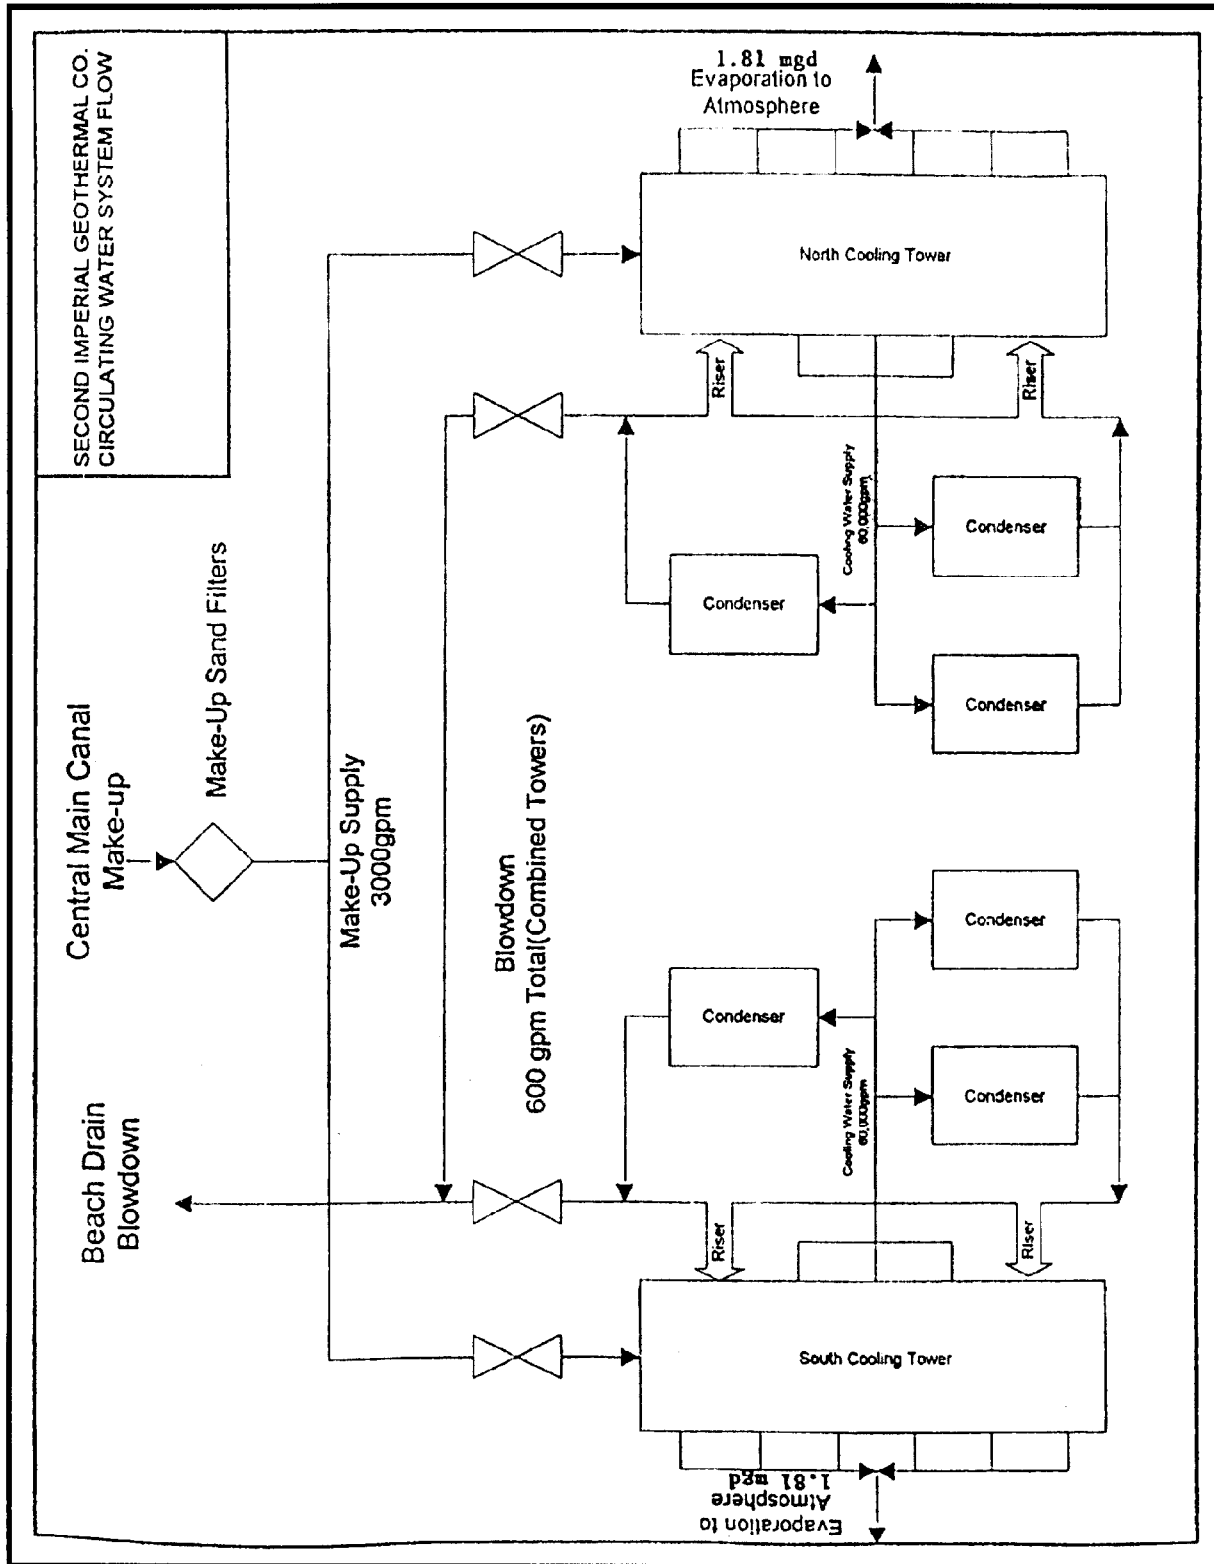 SECOND IMPERIAL GEOTHERMAL CO.
CIRCULATING WATER SYSTEM FLOW
1.81 mgd
Evaporation to
Atmosphere
North Cooling Tower
Riser
Riser
Cooling Water Supply
60,000gpm
Condenser
Condenser
Condenser
Central Main Canal
Make-up
Make-Up Sand Filters
Make-Up Supply
3000gpm
Blowdown
600 gpm Total(Combined Towers)
Beach Drain
Blowdown
Condenser
Condenser
Condenser
Cooling Water Supply
60,000gpm
Riser
Riser
South Cooling Tower
Evaporation to
Atmosphere
1.81 mgd